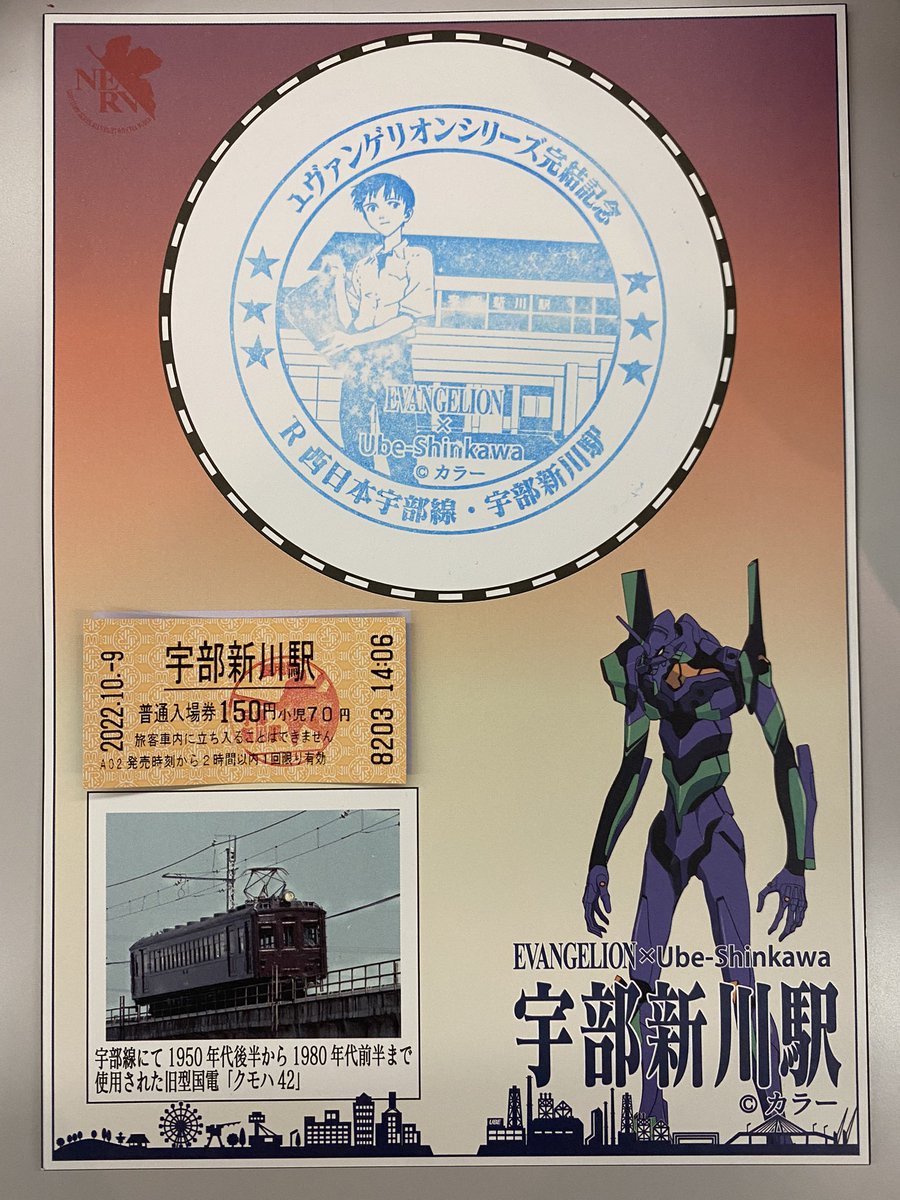 NERV
ヱヴァンゲリオンシリーズ完結記念
新川駅
EVANGELION
×
Ube-Shinkawa
© カラー
JR 西日本宇部線・宇部新川駅
2022.10.-9
宇部新川駅
普通入場券150円小児70円
旅客車内に立ち入ることはできません
A02 発売時刻から2時間以内1回限り有効
8203 14:06
宇部線にて1950年代後半から1980年代前半まで
使用された旧型国電「クモハ42」
EVANGELION×Ube-Shinkawa
宇部新川駅
© カラー